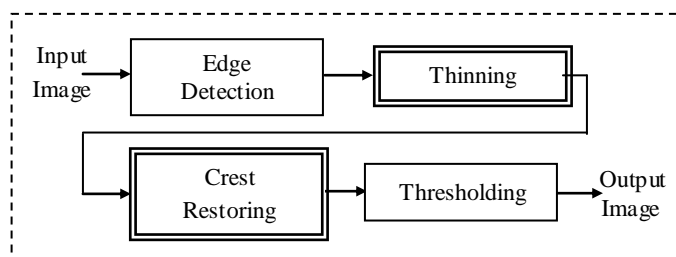 Input
Image
Edge
Detection
Thinning
Crest
Restoring
Thresholding
Output
Image